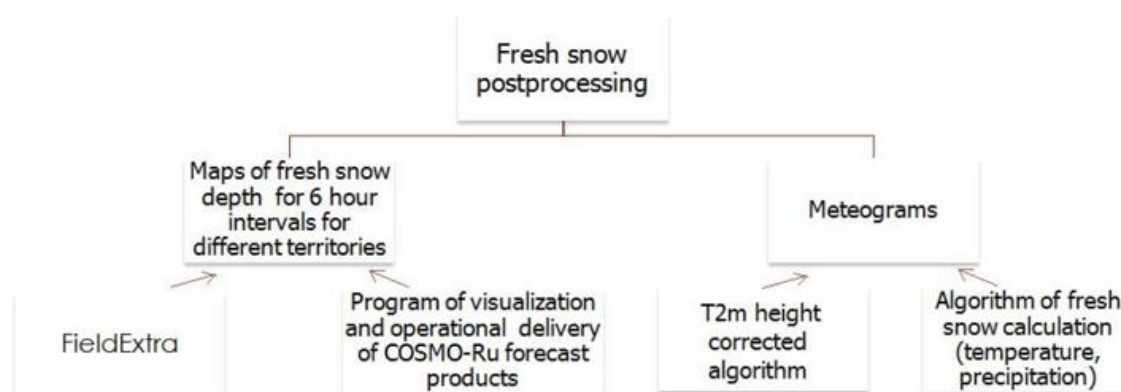 Fresh snow
postprocessing
Maps of fresh snow
depth for 6 hour
intervals for
different territories
Meteograms
FieldExtra
Program of visualization
and operational delivery
of COSMO-Ru forecast
products
T2m height
corrected
algorithm
Algorithm of fresh
snow calculation
(temperature,
precipitation)